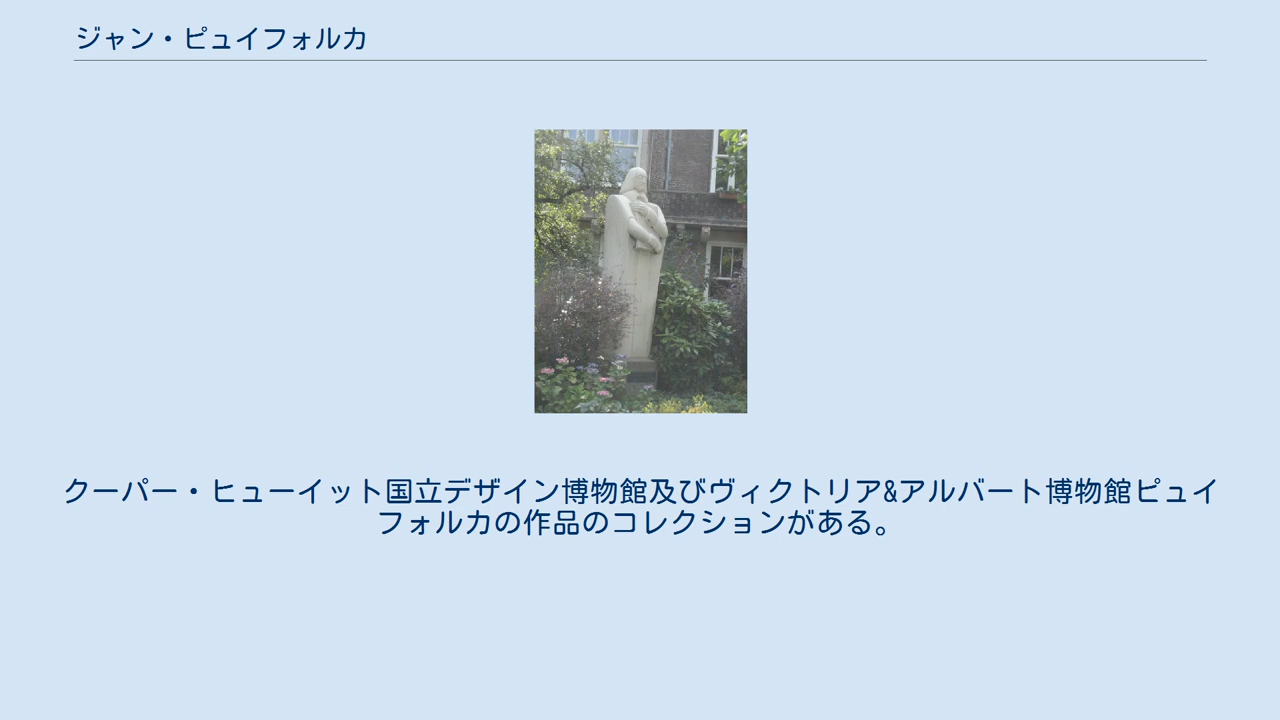 ジャン・ピュイフォルカ
クーパー・ヒューイット国立デザイン博物館及びヴィクトリア&アルバート博物館ピュイ
フォルカの作品のコレクションがある。